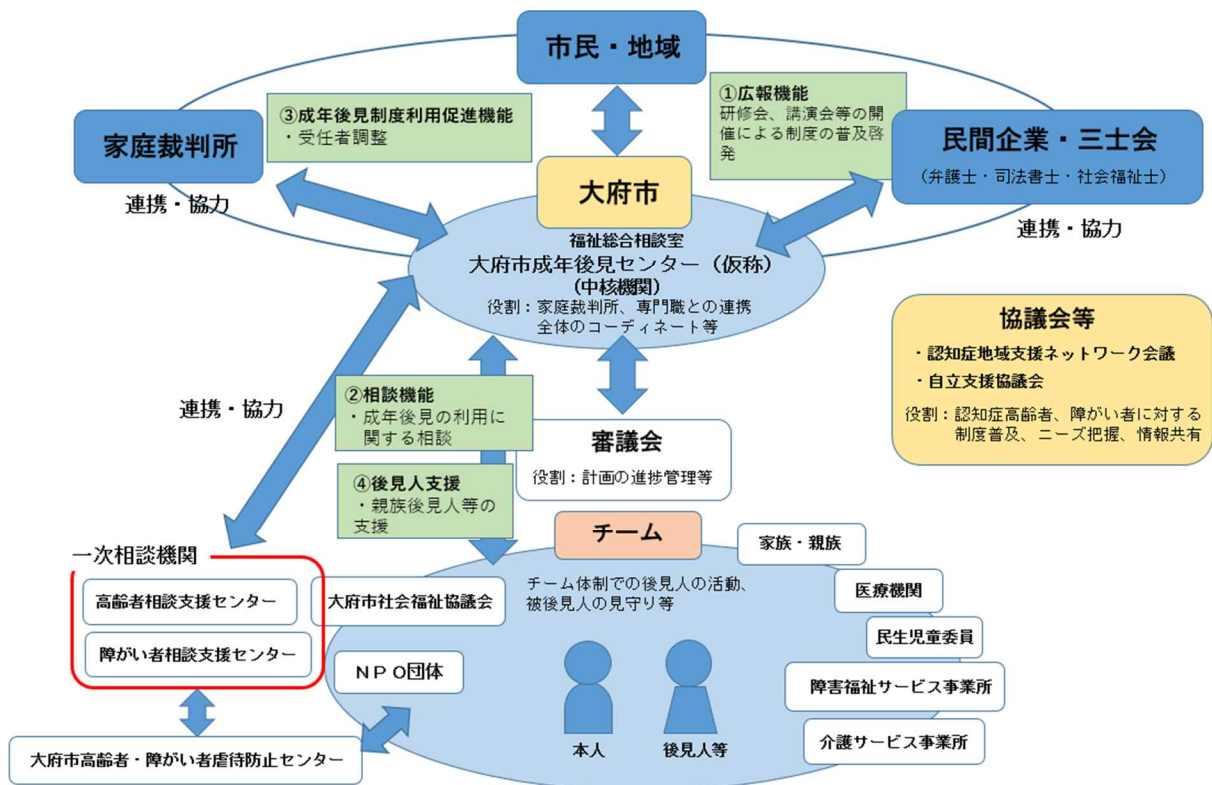 市民・地域
③成年後見制度利用促進機能
・受任者調整
①広報機能
研修会、講演会等の開
催による制度の普及啓
発
家庭裁判所
連携・協力
民間企業・三士会
（弁護士・司法書士・社会福祉士）
連携・協力
大府市
福祉総合相談室
大府市成年後見センター（仮称）
(中核機関)
役割：家庭裁判所、専門職との連携
全体のコーディネート等
協議会等
・認知症地域支援ネットワーク会議
・自立支援協議会
役割：認知症高齢者、障がい者に対する
制度普及、ニーズ把握、情報共有
連携・協力
②相談機能
・成年後見の利用に
関する相談
審議会
役割：計画の進捗管理等
④後見人支援
・親族後見人等の
支援
一次相談機関
高齢者相談支援センター
障がい者相談支援センター
大府市社会福祉協議会
ＮＰＯ団体
大府市高齢者・障がい者虐待防止センター
チーム
チーム体制での後見人の活動、
被後見人の見守り等
本人
後見人等
家族・親族
医療機関
民生児童委員
障害福祉サービス事業所
介護サービス事業所